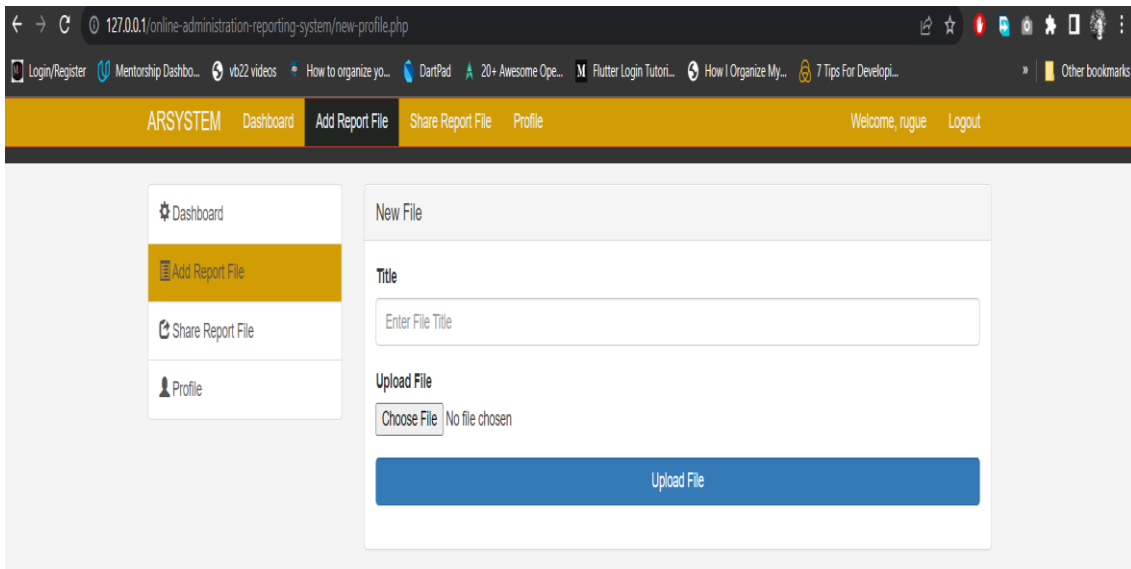 127.0.0.1/online-administration-reporting-system/new-profile.php
Login/Register Mentorship Dashbo... vb22 videos How to organize yo... DartPad 20+ Awesome Ope... M Flutter Login Tutori... How I Organize My... 7 Tips For Developi... » Other bookmarks
ARSYSTEM Dashboard Add Report File Share Report File Profile Welcome, rugue Logout
Dashboard
Add Report File
Share Report File
Profile
New File
Title
Enter File Title
Upload File
Choose File No file chosen
Upload File